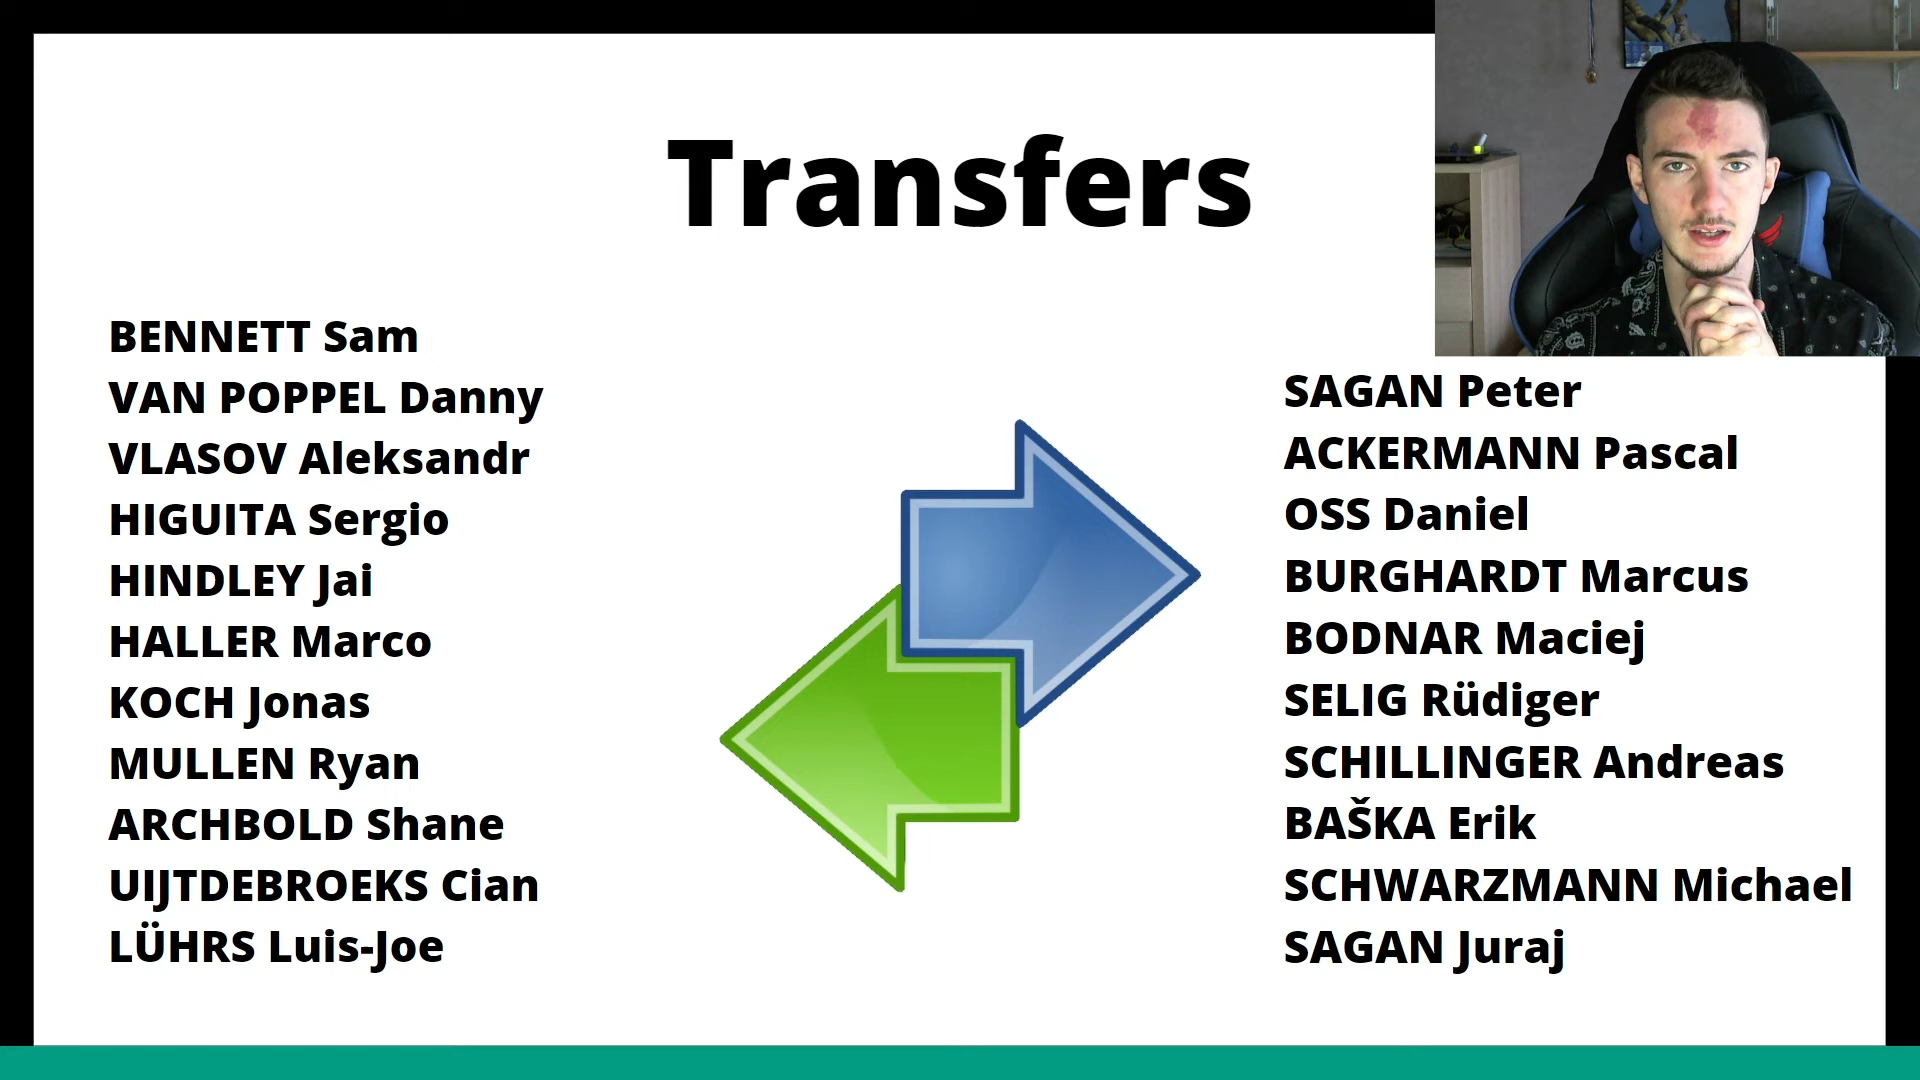 Transfers
BENNETT Sam
VAN POPPEL Danny
VLASOV Aleksandr
HIGUITA Sergio
HINDLEY Jai
HALLER Marco
KOCH Jonas
MULLEN Ryan
ARCHBOLD Shane
UIJTDEBROEKS Cian
LÜHRS Luis-Joe
SAGAN Peter
ACKERMANN Pascal
OSS Daniel
BURGHARDT Marcus
BODNAR Maciej
SELIG Rüdiger
SCHILLINGER Andreas
BAŠKA Erik
SCHWARZMANN Michael
SAGAN Juraj